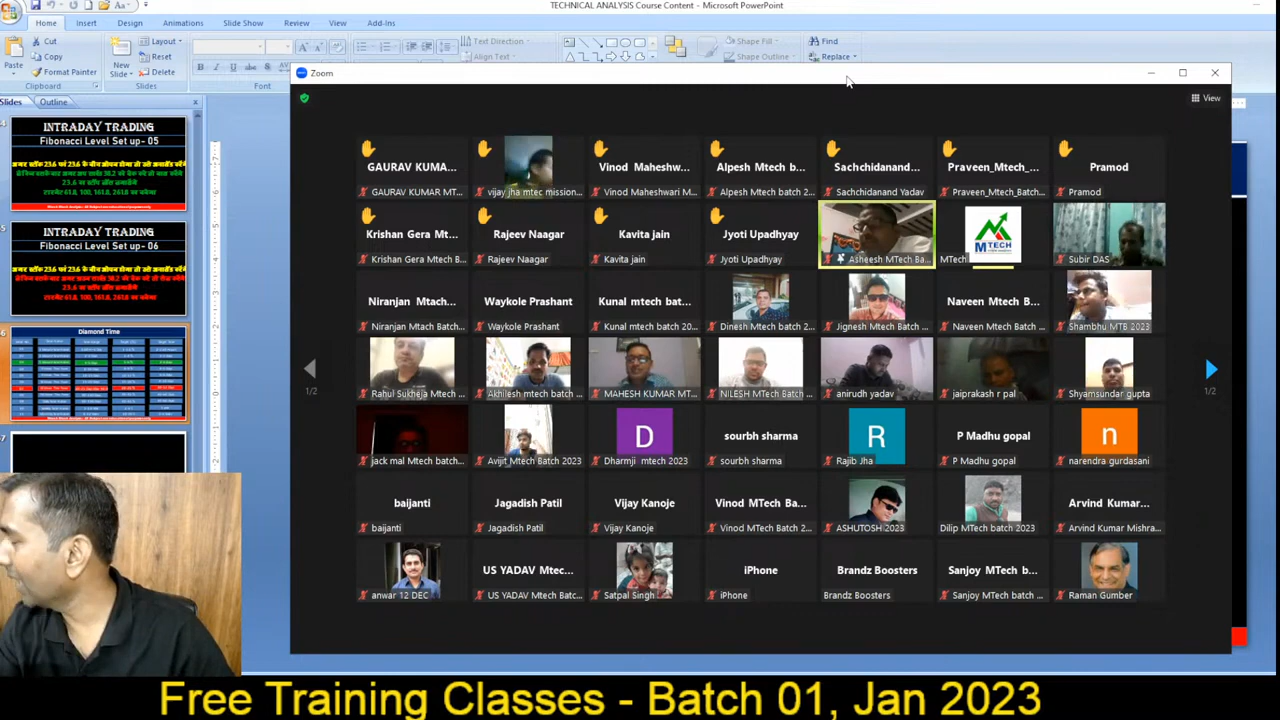 TECHNICAL ANALYSIS Course Content - Microsoft PowerPoint
Home Insert Design Animations Slide Show Review View Add-Ins
Cut
Copy
Format Painter
Paste
Clipboard
New Slide
Layout
Reset
Delete
Slides
Font
Text Direction
Align Text
Shape Fill
Shape Outline
Find
Replace
Slides Outline
INTRADAY TRADING
Fibonacci Level Set up- 05
INTRADAY TRADING
Fibonacci Level Set up- 06
Diamond Time
Zoom
View
GAURAV KUMA... Vinod Maheshw... Alpesh Mtech b... Sachchidanand... Praveen_Mtech_... Pramod
GAURAV KUMAR MT... vijay jha mtec mission... Vinod Maheshwari M... Alpesh Mtech batch 2... Sachchidanand Yadav Praveen_Mtech_Batch... Pramod
Krishan Gera Mt... Rajeev Naagar Kavita jain Jyoti Upadhyay MTECH
Krishan Gera Mtech B... Rajeev Naagar Kavita jain Jyoti Upadhyay Asheesh MTech Ba... MTech Subir DAS
Niranjan Mtach... Waykole Prashant Kunal mtech bat... Naveen Mtech B...
Niranjan Mtach Batch... Waykole Prashant Kunal mtech batch 20... Dinesh Mtech batch 2... Jignesh Mtech Batch ... Naveen Mtech Batch ... Shambhu MTB 2023
1/2 Rahul Sukheja Mtech ... Akhilesh mtech batch ... MAHESH KUMAR MT... NILESH MTech Batch ... anirudh yadav jaiprakash r pal Shyamsundar gupta 1/2
D sourbh sharma R P Madhu gopal n
jack mal Mtech batch... Avijit_MTech Batch 2023 Dharmji mtech 2023 sourbh sharma Rajib Jha P Madhu gopal narendra gurdasani
baijanti Jagadish Patil Vijay Kanoje Vinod MTech Ba... Arvind Kumar...
baijanti Jagadish Patil Vijay Kanoje Vinod MTech Batch 2... ASHUTOSH 2023 Dilip MTech batch 2023 Arvind Kumar Mishra...
US YADAV Mtec... iPhone Brandz Boosters Sanjoy MTech b...
anwar 12 DEC US YADAV Mtech Batc... Satpal Singh iPhone Brandz Boosters Sanjoy MTech batch ... Raman Gumber
Free Training Classes - Batch 01, Jan 2023